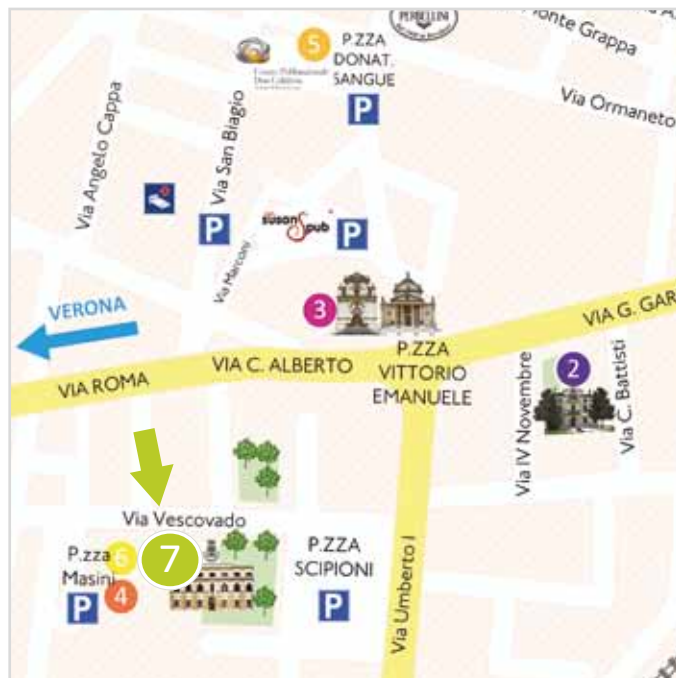 PERBELLINI
Monte Grappa
5
P.ZZA
DONAT.
SANGUE
P
Via Ormaneto
Via Angelo Cappa
Via San Biagio
P
susan's pub
P
Via Marconi
VERONA
3
VIA G. GAR
VIA ROMA
VIA C. ALBERTO
P.ZZA
VITTORIO
EMANUELE
Via IV Novembre
2
Via C. Battisti
Via Vescovado
P.zza
Masini
6
7
4
P
P.ZZA
SCIPIONI
P
Via Umberto I